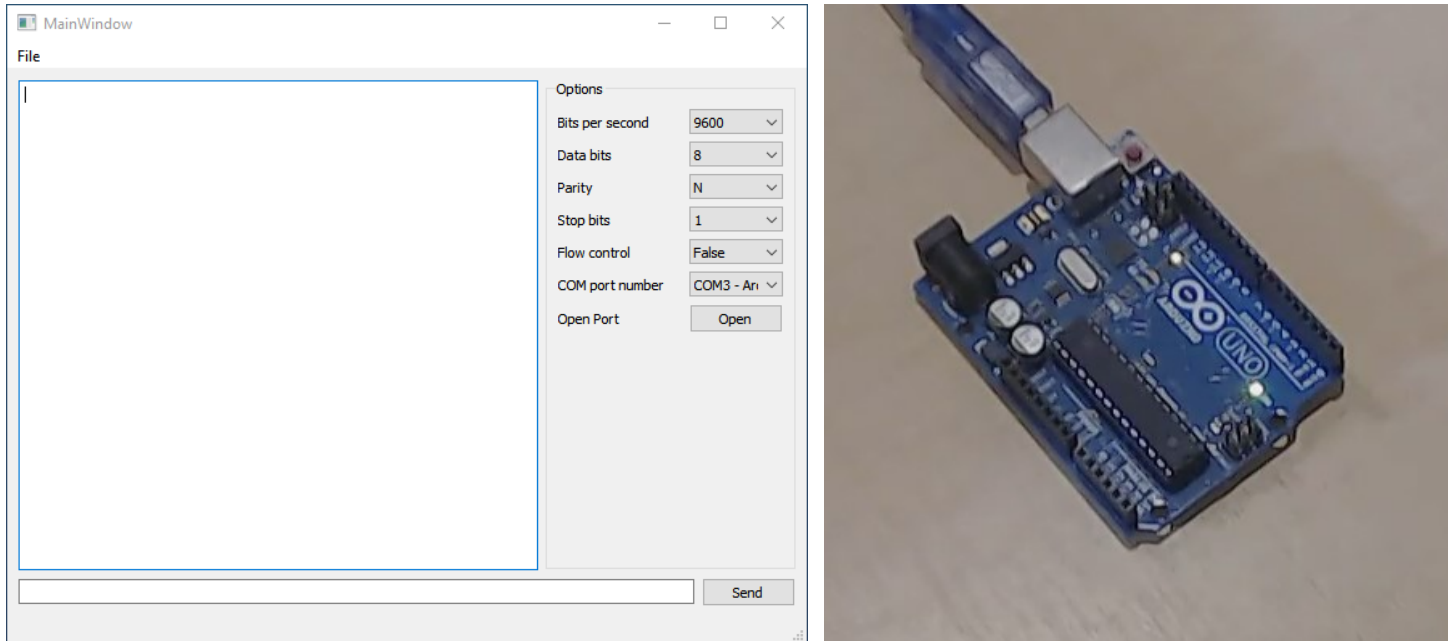 MainWindow
File
Options
Bits per second 9600
Data bits 8
Parity N
Stop bits 1
Flow control False
COM port number COM3 - Ar
Open Port Open
Send
ARDUINO
UNO